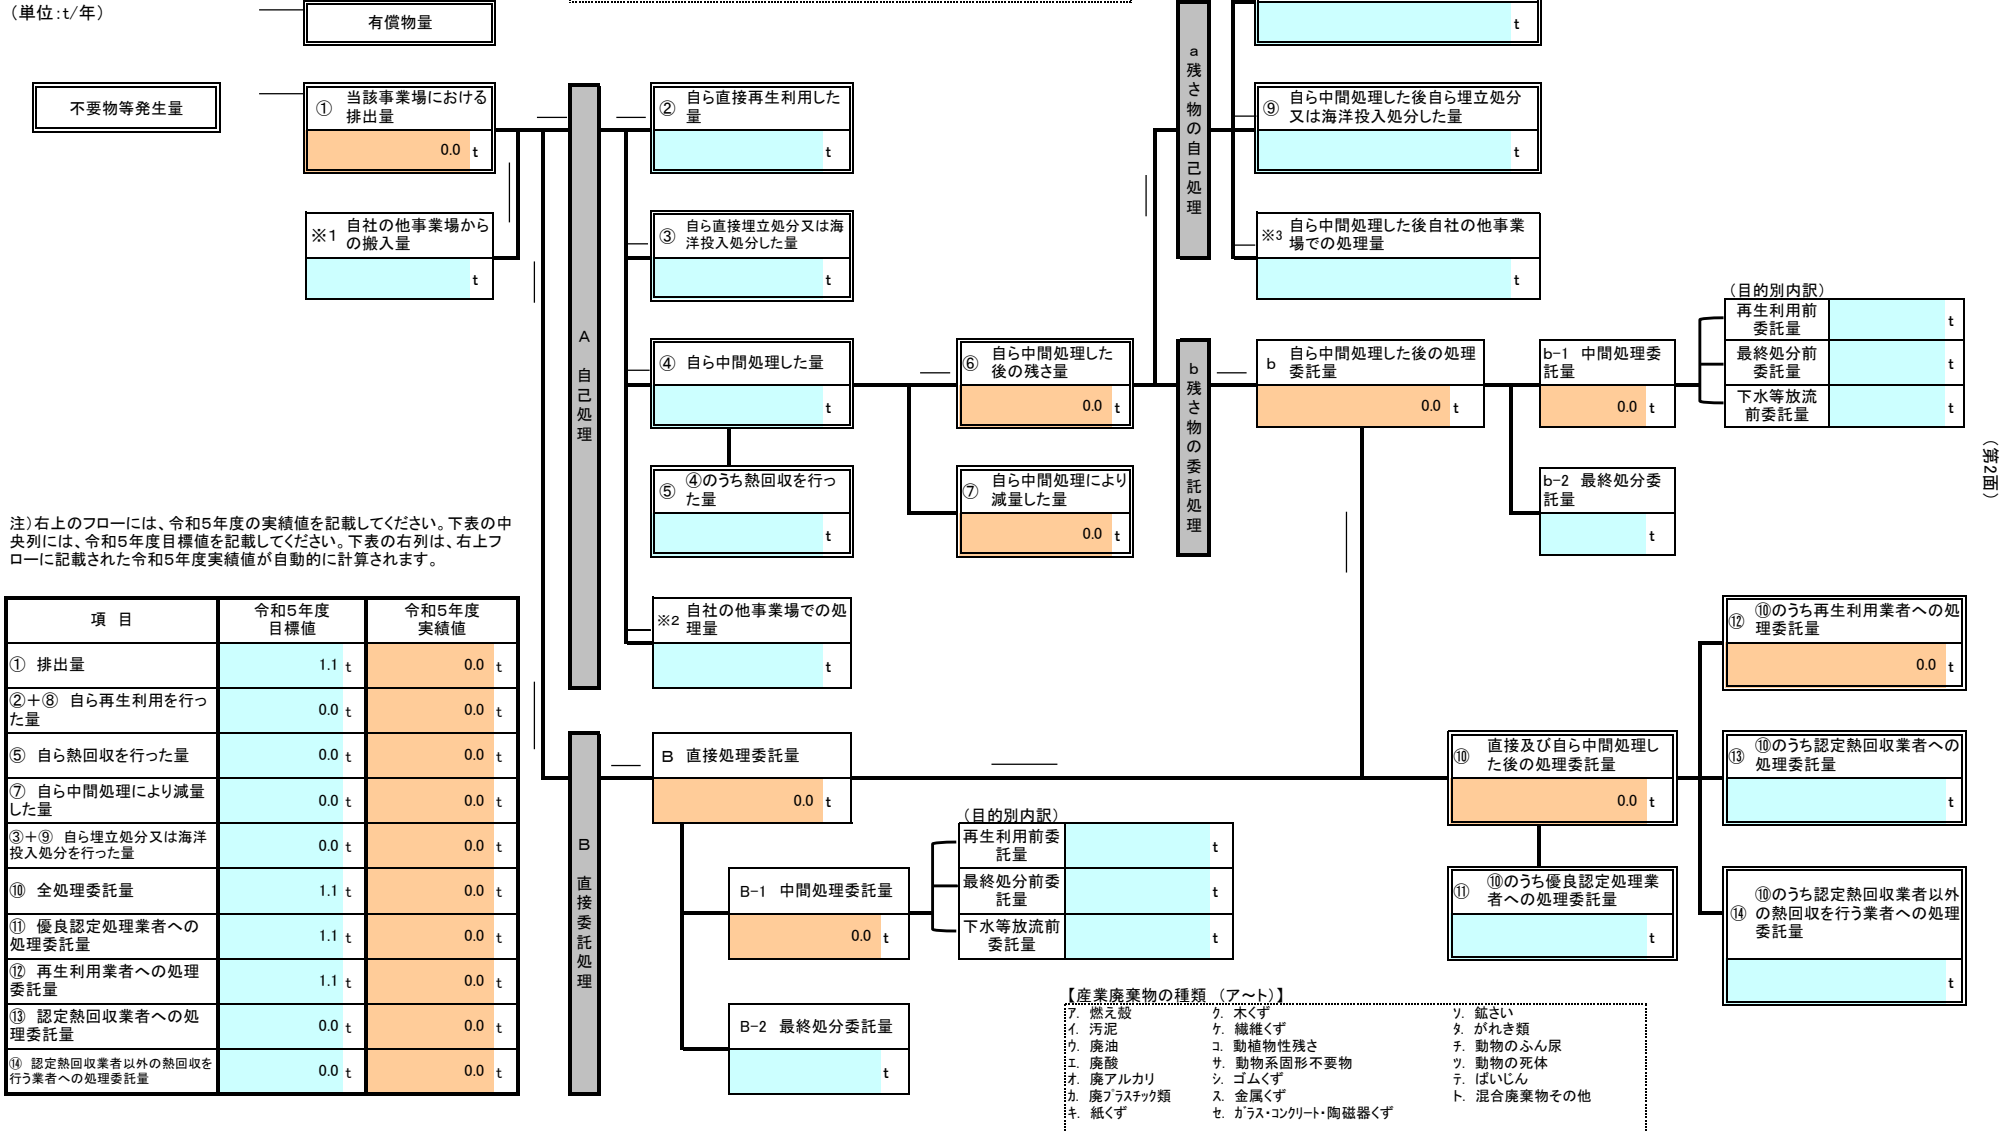 （単位：t/年）
有償物量
t
不要物等発生量
①
当該事業場における
排出量
0.0 t
※1
自社の他事業場から
の搬入量
t
A 自己処理
②
自ら直接再生利用した
量
t
③
自ら直接埋立処分又は海
洋投入処分した量
t
④ 自ら中間処理した量
t
⑤
④のうち熱回収を行っ
た量
t
※2
自社の他事業場での処
理量
t
⑥
自ら中間処理した
後の残さ量
0.0 t
⑦
自ら中間処理により
減量した量
0.0 t
a 残さ物の自己処理
⑨
自ら中間処理した後自ら埋立処分
又は海洋投入処分した量
t
※3
自ら中間処理した後自社の他事業
場での処理量
t
b 残さ物の委託処理
b
自ら中間処理した後の処理
委託量
0.0 t
b-1 中間処理委
託量
0.0 t
b-2 最終処分委
託量
t
（目的別内訳）
再生利用前
委託量
t
最終処分前
委託量
t
下水等放流
前委託量
t
（第2面）
注）右上のフローには、令和5年度の実績値を記載してください。下表の中
央列には、令和5年度目標値を記載してください。下表の右列は、右上フ
ローに記載された令和5年度実績値が自動的に計算されます。
項 目
令和5年度
目標値
令和5年度
実績値
① 排出量
1.1 t
0.0 t
②＋⑧ 自ら再生利用を行っ
た量
0.0 t
0.0 t
⑤ 自ら熱回収を行った量
0.0 t
0.0 t
⑦ 自ら中間処理により減量
した量
0.0 t
0.0 t
③＋⑨ 自ら埋立処分又は海洋
投入処分を行った量
0.0 t
0.0 t
⑩ 全処理委託量
1.1 t
0.0 t
⑪ 優良認定処理業者への
処理委託量
1.1 t
0.0 t
⑫ 再生利用業者への処理
委託量
1.1 t
0.0 t
⑬ 認定熱回収業者への処
理委託量
0.0 t
0.0 t
⑭ 認定熱回収業者以外の熱回収を
行う業者への処理委託量
0.0 t
0.0 t
B 直接委託処理
B 直接処理委託量
0.0 t
B-1 中間処理委託量
0.0 t
B-2 最終処分委託量
t
（目的別内訳）
再生利用前委
託量
t
最終処分前委
託量
t
下水等放流前
委託量
t
⑩
直接及び自ら中間処理し
た後の処理委託量
0.0 t
⑪
⑩のうち優良認定処理業
者への処理委託量
t
⑫
⑩のうち再生利用業者への処
理委託量
0.0 t
⑬
⑩のうち認定熱回収業者への
処理委託量
t
⑭
⑩のうち認定熱回収業者以外
の熱回収を行う業者への処理
委託量
t
【産業廃棄物の種類 （ア～ト）】
ア. 燃え殻
イ. 汚泥
ウ. 廃油
エ. 廃酸
オ. 廃アルカリ
カ. 廃プラスチック類
キ. 紙くず
ク. 木くず
ケ. 繊維くず
コ. 動植物性残さ
サ. 動物系固形不要物
シ. ゴムくず
ス. 金属くず
セ. ガラス・コンクリート・陶磁器くず
ソ. 鉱さい
タ. がれき類
チ. 動物のふん尿
ツ. 動物の死体
テ. ばいじん
ト. 混合廃棄物その他